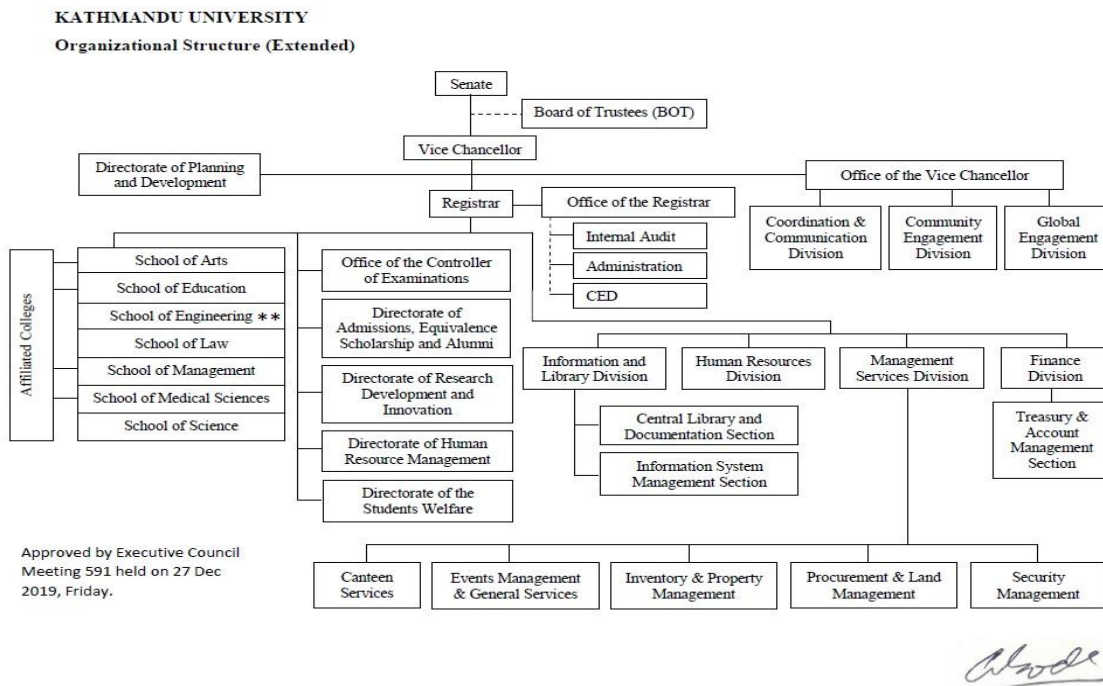 KATHMANDU UNIVERSITY
Organizational Structure (Extended)
Senate
Board of Trustees (BOT)
Vice Chancellor
Directorate of Planning
and Development
Office of the Vice Chancellor
Registrar
Office of the Registrar
Coordination &
Communication
Division
Community
Engagement
Division
Global
Engagement
Division
Internal Audit
Administration
CED
Affiliated Colleges
School of Arts
School of Education
School of Engineering **
School of Law
School of Management
School of Medical Sciences
School of Science
Office of the Controller
of Examinations
Directorate of
Admissions, Equivalence
Scholarship and Alumni
Directorate of Research
Development and
Innovation
Directorate of Human
Resource Management
Directorate of the
Students Welfare
Information and
Library Division
Human Resources
Division
Management
Services Division
Finance
Division
Central Library and
Documentation Section
Information System
Management Section
Treasury &
Account
Management
Section
Approved by Executive Council
Meeting 591 held on 27 Dec
2019, Friday.
Canteen
Services
Events Management
& General Services
Inventory & Property
Management
Procurement & Land
Management
Security
Management